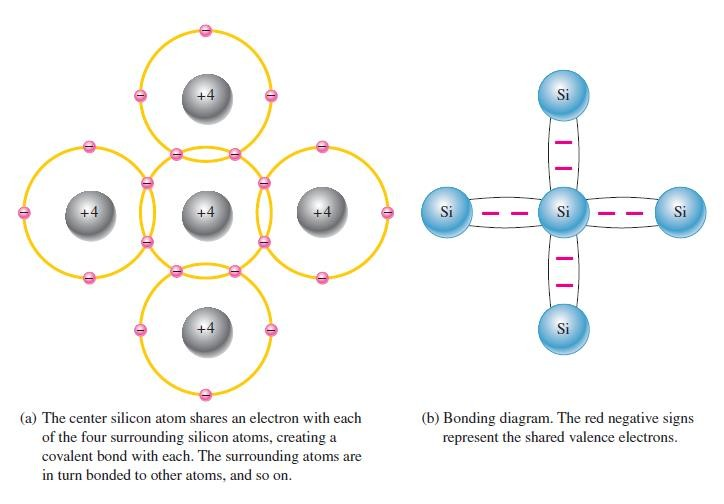 +4
Si
+4
+4
+4
Si
Si
Si
+4
Si
(a) The center silicon atom shares an electron with each
of the four surrounding silicon atoms, creating a
covalent bond with each. The surrounding atoms are
in turn bonded to other atoms, and so on.
(b) Bonding diagram. The red negative signs
represent the shared valence electrons.